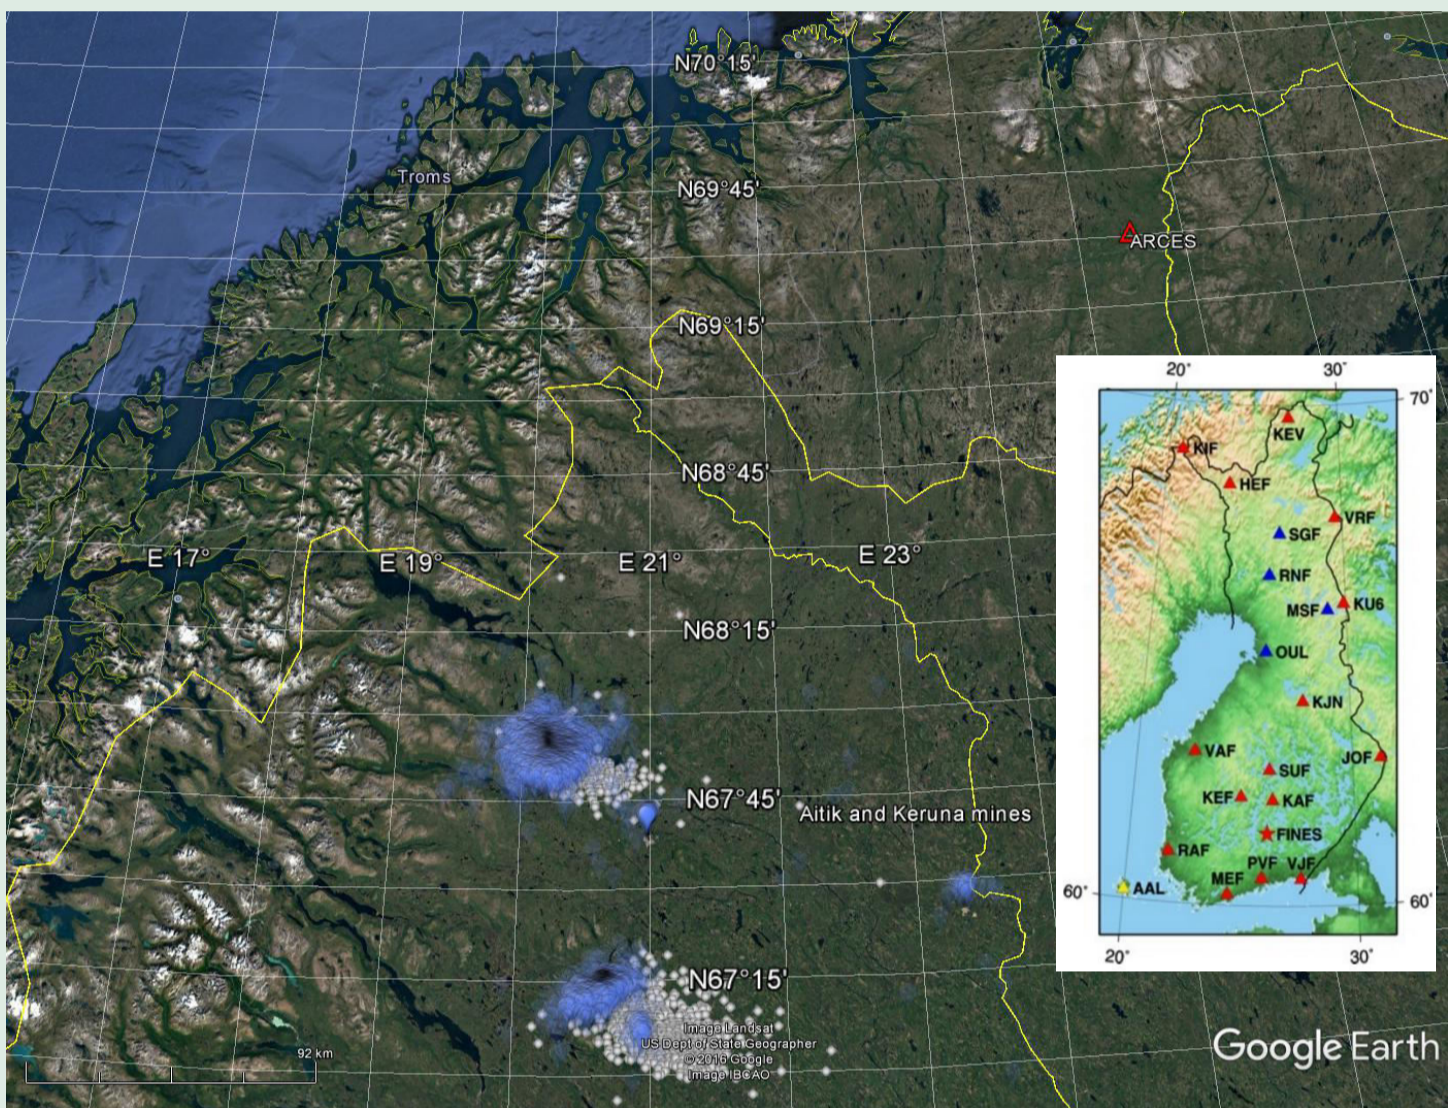 N70°15'
Troms
N69°45'
ARCES
N69°15'
N68°45'
E 17°
E 19°
E 21°
E 23°
N68°15'
N67°45'
Aitik and Keruna mines
N67°15'
Image Landsat
US Dept of State Geographer
© 2016 Google
Image IBCAO
92 km
Google Earth
20°
30°
70°
KEV
KIF
HEF
VRF
SGF
RNF
MSF
KU6
OUL
KJN
VAF
JOF
SUF
KEF
KAF
FINES
RAF
PVF
VJF
MEF
AAL
60°
60°
20°
30°